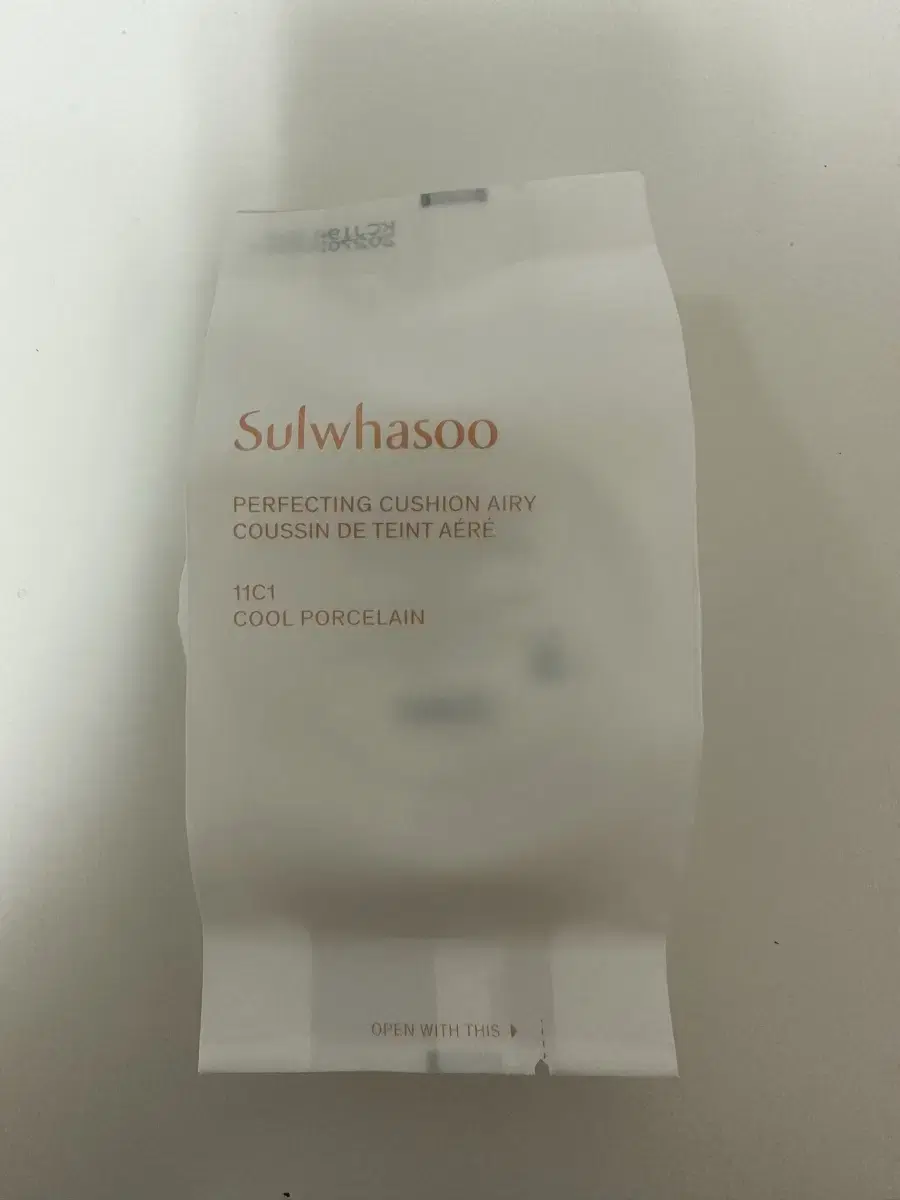 Sulwhasoo
PERFECTING CUSHION AIRY
COUSSIN DE TEINT AÉRÉ
11C1
COOL PORCELAIN
OPEN WITH THIS